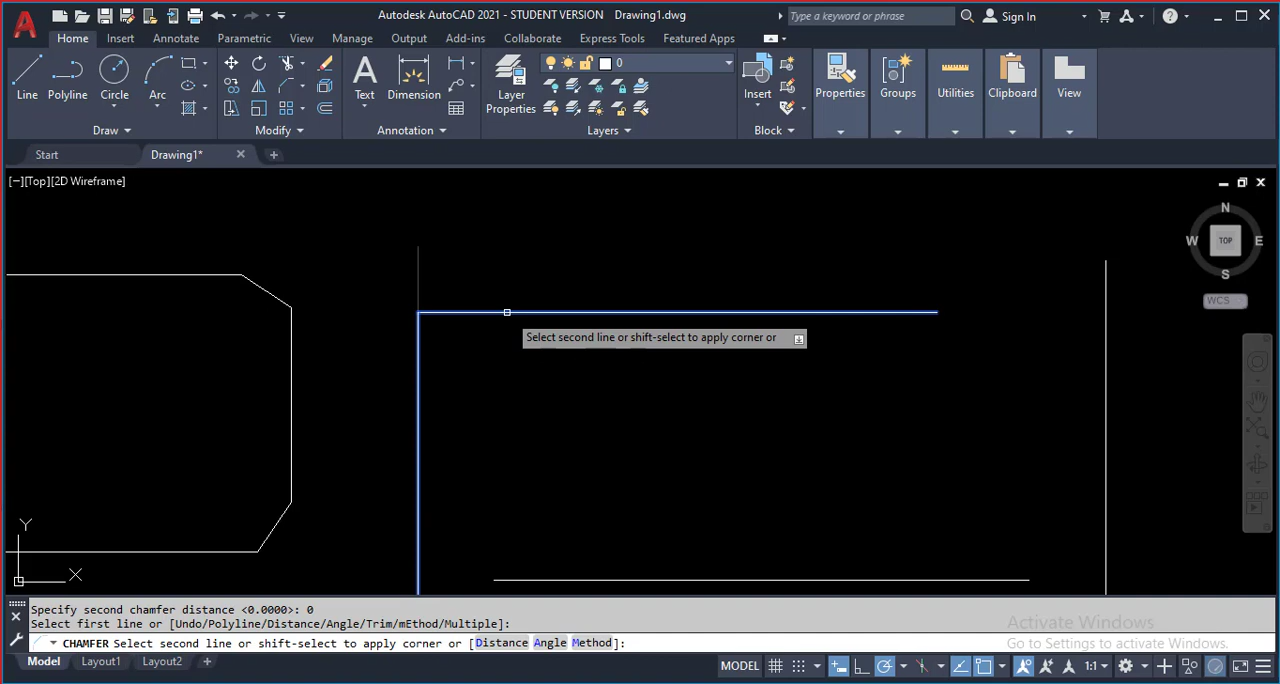 Autodesk AutoCAD 2021 - STUDENT VERSION Drawing1.dwg
Type a keyword or phrase
Sign In
Home Insert Annotate Parametric View Manage Output Add-ins Collaborate Express Tools Featured Apps
0
Line Polyline Circle Arc
Text Dimension
Layer Properties
Insert
Properties Groups Utilities Clipboard View
Draw Modify Annotation Layers Block
Start Drawing1*
[−][Top][2D Wireframe]
N
W TOP E
S
WCS
Select second line or shift-select to apply corner or
Y
X
Specify second chamfer distance <0.0000>: 0
Select first line or [Undo/Polyline/Distance/Angle/Trim/mEthod/Multiple]:
CHAMFER Select second line or shift-select to apply corner or [Distance Angle Method]:
Activate Windows
Go to Settings to activate Windows.
Model Layout1 Layout2 +
MODEL 1:1